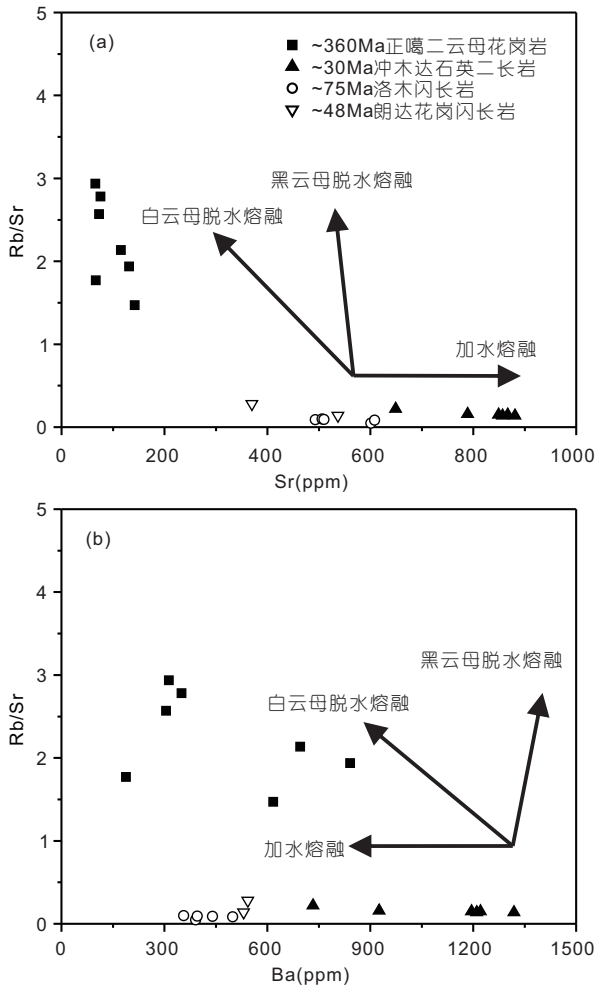 (a)
~360Ma正噶二云母花岗岩
~30Ma冲木达石英二长岩
~75Ma洛木闪长岩
~48Ma朗达花岗闪长岩
5
4
3
2
1
0
Rb/Sr
黑云母脱水熔融
白云母脱水熔融
加水熔融
0 200 400 600 800 1000
Sr(ppm)
(b)
5
4
3
2
1
0
Rb/Sr
黑云母脱水熔融
白云母脱水熔融
加水熔融
0 300 600 900 1200 1500
Ba(ppm)